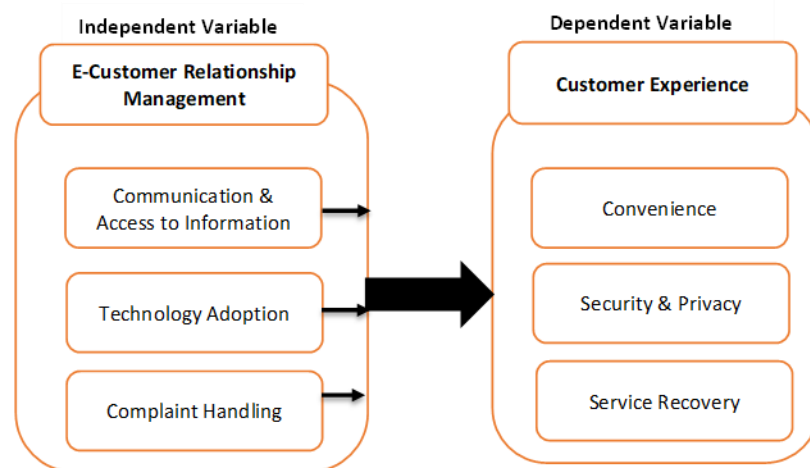 Independent Variable
E-Customer Relationship
Management
Communication &
Access to Information
Technology Adoption
Complaint Handling
Dependent Variable
Customer Experience
Convenience
Security & Privacy
Service Recovery